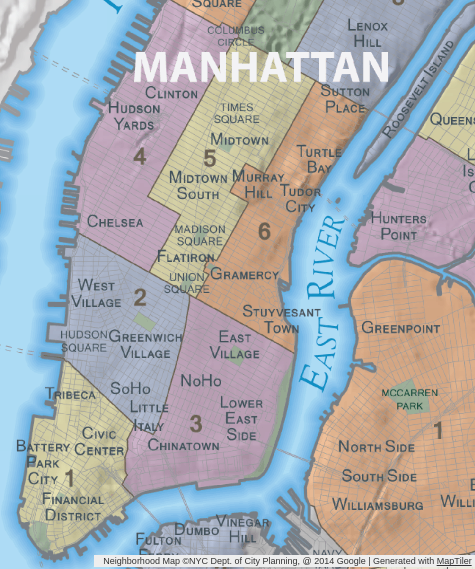 SQUARE
COLUMBUS
CIRCLE
LENOX
HILL
MANHATTAN
CLINTON
HUDSON
YARDS
SUTTON
PLACE
ROOSEVELT ISLAND
TIMES
SQUARE
MIDTOWN
QUEENS
4
5
TURTLE
BAY
MIDTOWN
SOUTH
MURRAY
HILL
TUDOR
CITY
CHELSEA
MADISON
SQUARE
6
HUNTERS
POINT
FLATIRON
UNION
SQUARE
GRAMERCY
EAST RIVER
WEST
VILLAGE
2
STUYVESANT
TOWN
GREENPOINT
HUDSON
SQUARE
GREENWICH
VILLAGE
EAST
VILLAGE
NOHO
SOHO
TRIBECA
MCCARREN
PARK
LITTLE
ITALY
LOWER
EAST
SIDE
3
1
CIVIC
CENTER
CHINATOWN
BATTERY
PARK
CITY
NORTH SIDE
1
SOUTH SIDE
FINANCIAL
DISTRICT
WILLIAMSBURG
DUMBO
VINEGAR
HILL
FULTON
NAVY
Neighborhood Map ©NYC Dept. of City Planning, @ 2014 Google | Generated with MapTiler